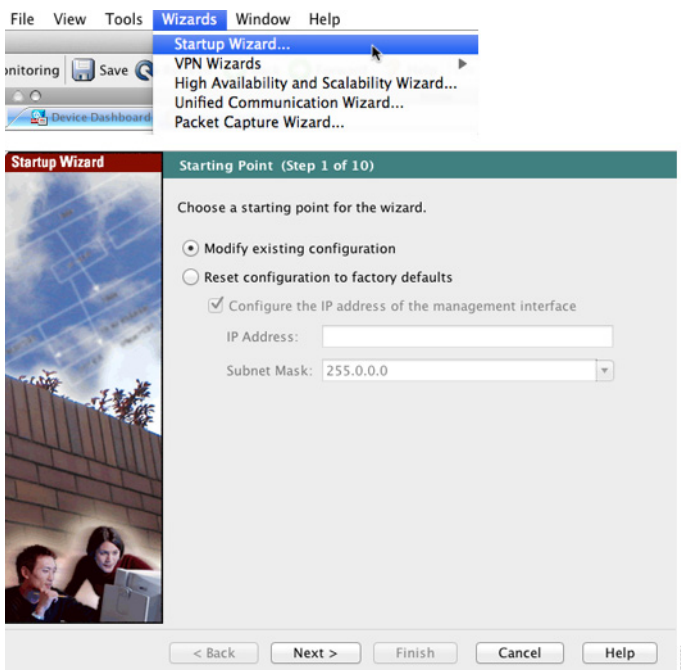 File View Tools Wizards Window Help
Startup Wizard...
onitoring Save
VPN Wizards
High Availability and Scalability Wizard...
Device Dashboard
Unified Communication Wizard...
Packet Capture Wizard...
Startup Wizard
Starting Point (Step 1 of 10)
Choose a starting point for the wizard.
Modify existing configuration
Reset configuration to factory defaults
Configure the IP address of the management interface
IP Address:
Subnet Mask: 255.0.0.0
< Back Next > Finish Cancel Help